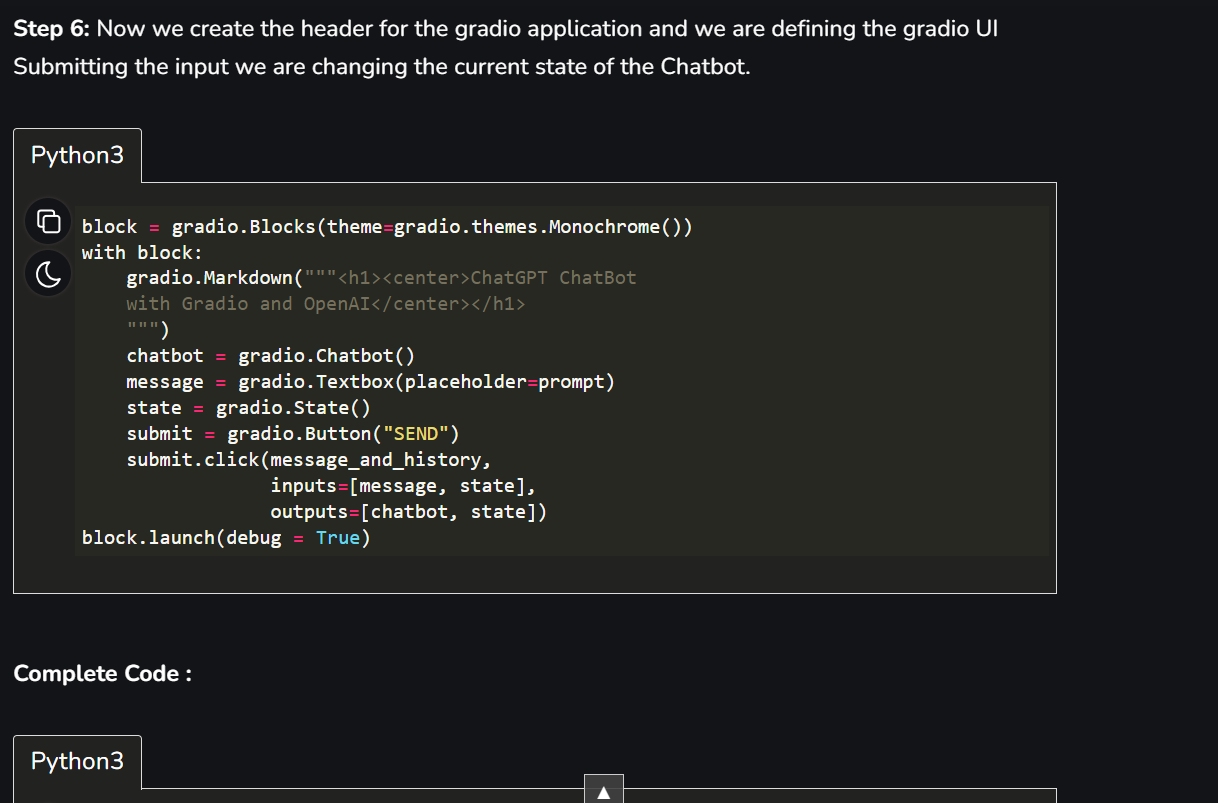 Step 6: Now we create the header for the gradio application and we are defining the gradio UI
Submitting the input we are changing the current state of the Chatbot.
Python3
block = gradio.Blocks(theme=gradio.themes.Monochrome())
with block:
    gradio.Markdown("""<h1><center>ChatGPT ChatBot
    with Gradio and OpenAI</center></h1>
    """)
    chatbot = gradio.Chatbot()
    message = gradio.Textbox(placeholder=prompt)
    state = gradio.State()
    submit = gradio.Button("SEND")
    submit.click(message_and_history,
                 inputs=[message, state],
                 outputs=[chatbot, state])
block.launch(debug = True)
Complete Code :
Python3